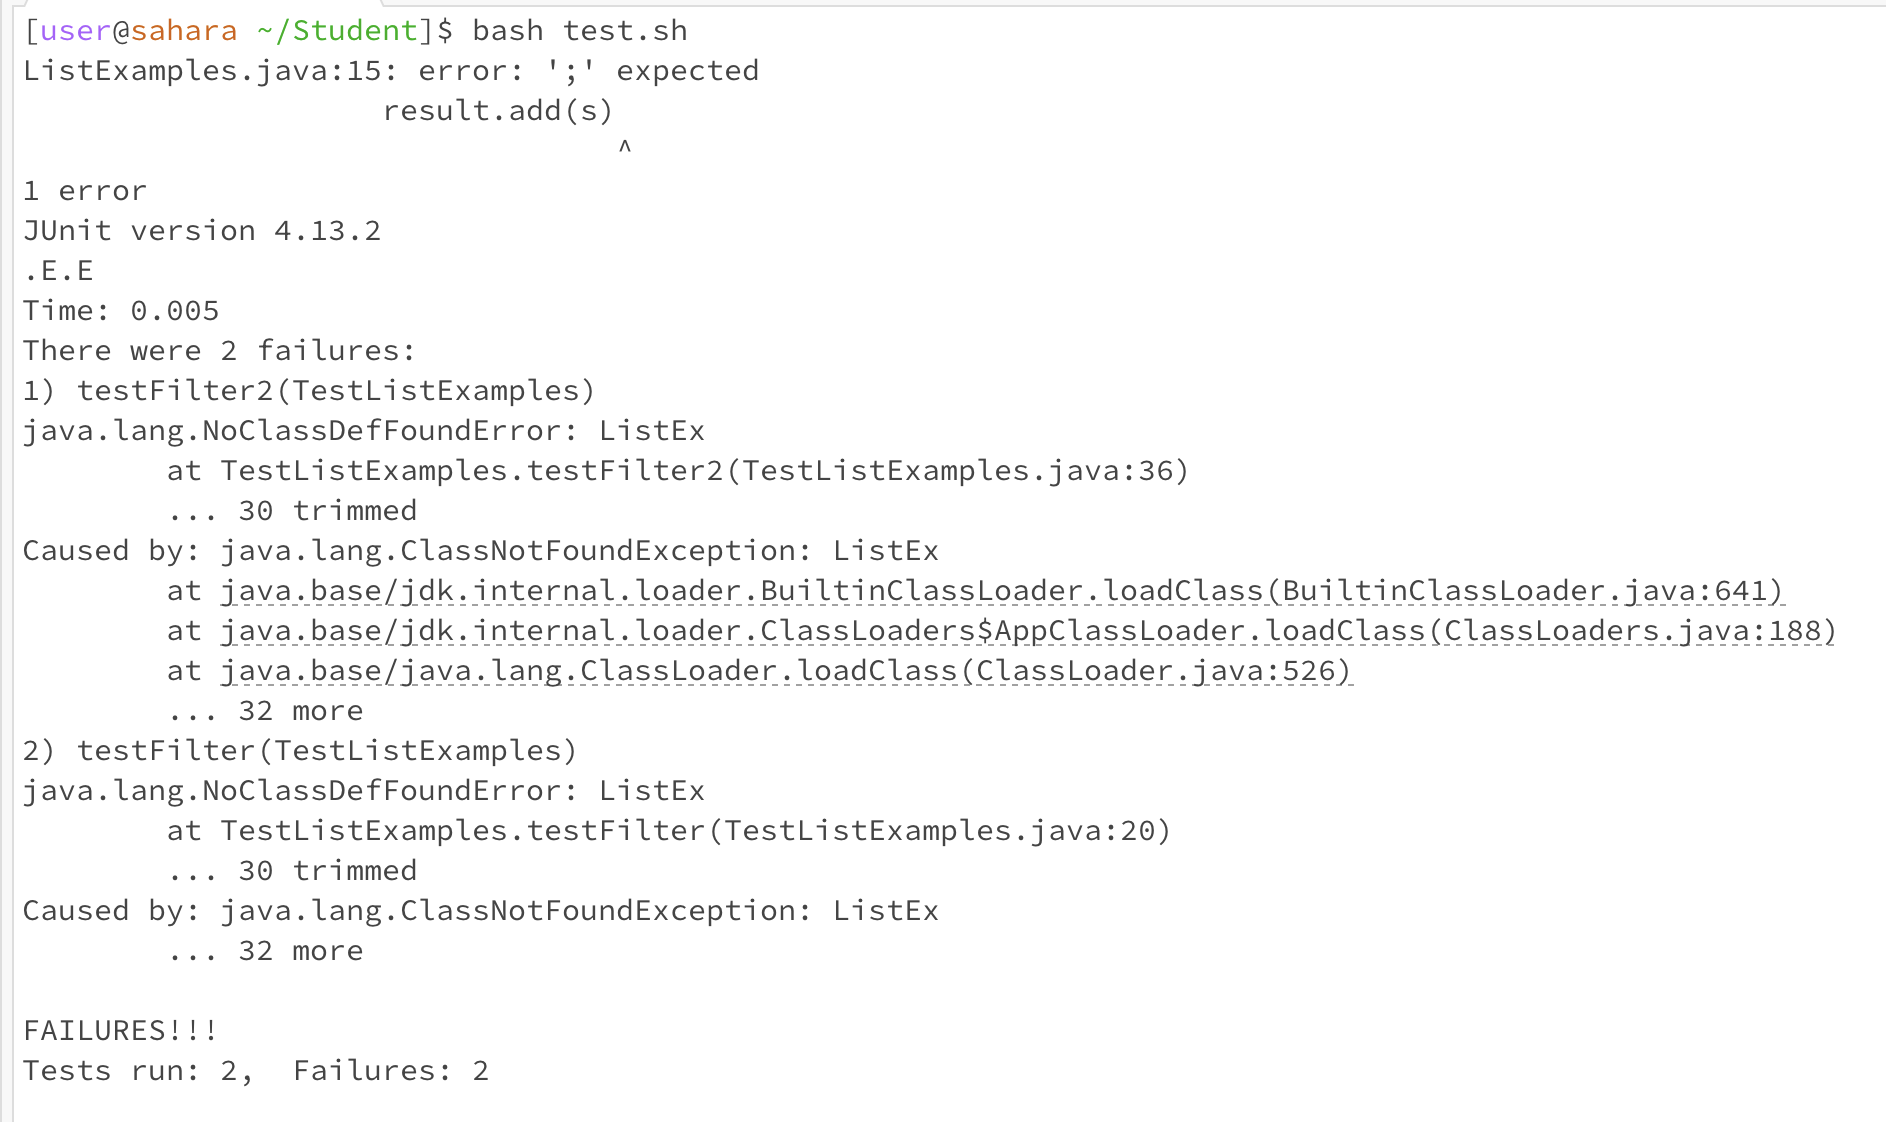 [user@sahara ~/Student]$ bash test.sh
ListExamples.java:15: error: ';' expected
                    result.add(s)
                                 ^
1 error
JUnit version 4.13.2
.E.E
Time: 0.005
There were 2 failures:
1) testFilter2(TestListExamples)
java.lang.NoClassDefFoundError: ListEx
        at TestListExamples.testFilter2(TestListExamples.java:36)
        ... 30 trimmed
Caused by: java.lang.ClassNotFoundException: ListEx
        at java.base/jdk.internal.loader.BuiltinClassLoader.loadClass(BuiltinClassLoader.java:641)
        at java.base/jdk.internal.loader.ClassLoaders$AppClassLoader.loadClass(ClassLoaders.java:188)
        at java.base/java.lang.ClassLoader.loadClass(ClassLoader.java:526)
        ... 32 more
2) testFilter(TestListExamples)
java.lang.NoClassDefFoundError: ListEx
        at TestListExamples.testFilter(TestListExamples.java:20)
        ... 30 trimmed
Caused by: java.lang.ClassNotFoundException: ListEx
        ... 32 more

FAILURES!!!
Tests run: 2,  Failures: 2